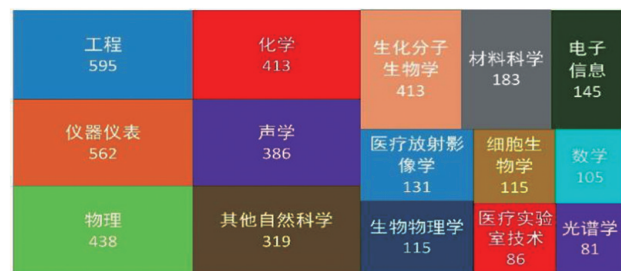 工程
595
化学
413
生化分子
生物学
413
材料科学
183
电子
信息
145
仪器仪表
562
声学
386
医疗放射影
像学
131
细胞生
物学
115
数学
105
物理
438
其他自然科学
319
生物物理学
115
医疗实验
室技术
86
光谱学
81